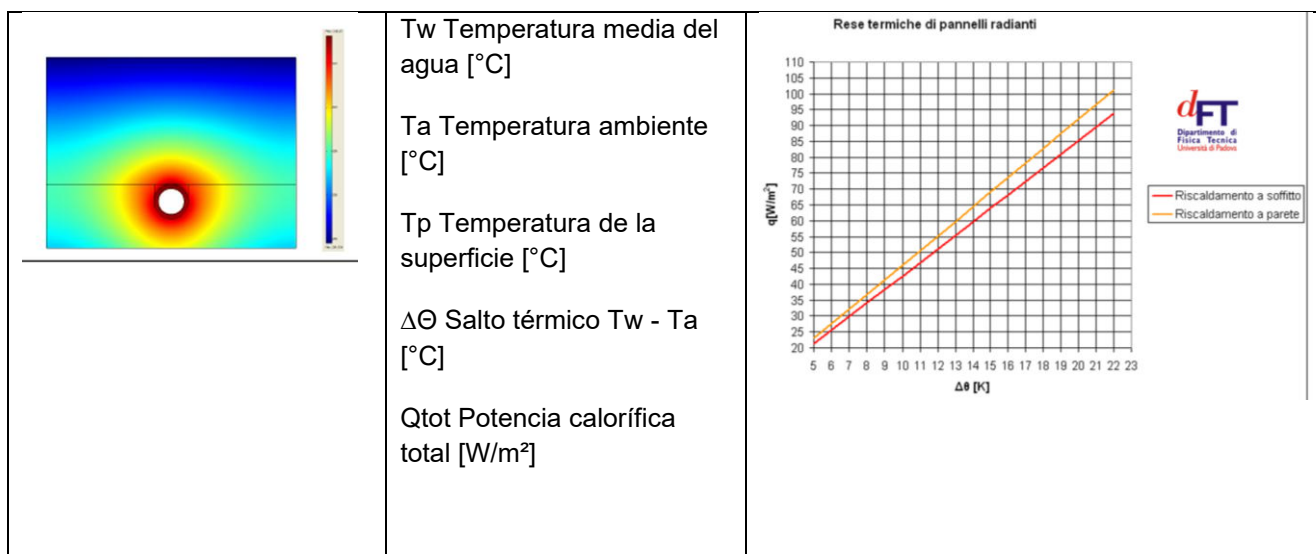 Tw Temperatura media del
agua [°C]
Ta Temperatura ambiente
[°C]
Tp Temperatura de la
superficie [°C]
ΔΘ Salto térmico Tw - Ta
[°C]
Qtot Potencia calorífica
total [W/m²]
Rese termiche di pannelli radianti
q[W/m²]
110
105
100
95
90
85
80
75
70
65
60
55
50
45
40
35
30
25
20
5 6 7 8 9 10 11 12 13 14 15 16 17 18 19 20 21 22 23
Δθ [K]
dFT
Dipartimento di
Fisica Tecnica
Università di Padova
Riscaldamento a soffitto
Riscaldamento a parete